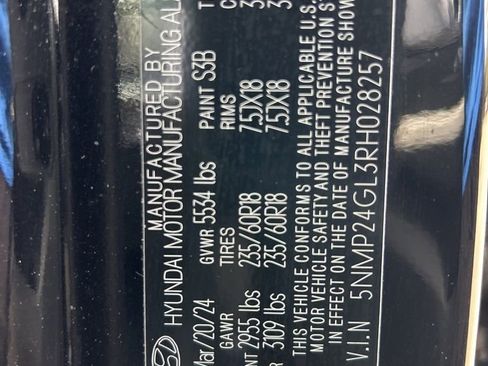 MANUFACTURED BY
HYUNDAI MOTOR MANUFACTURING AL
Mar/20/24 GVWR 5534 lbs PAINT S3B
GAWR TIRES RIMS
NT 2955 lbs 235/60R18 7.5JX18
R 3109 lbs 235/60R18 7.5JX18
THIS VEHICLE CONFORMS TO ALL APPLICABLE U.S.
MOTOR VEHICLE SAFETY AND THEFT PREVENTION S
IN EFFECT ON THE DATE OF MANUFACTURE SHOW
V.I.N 5NMP24GL3RH028257